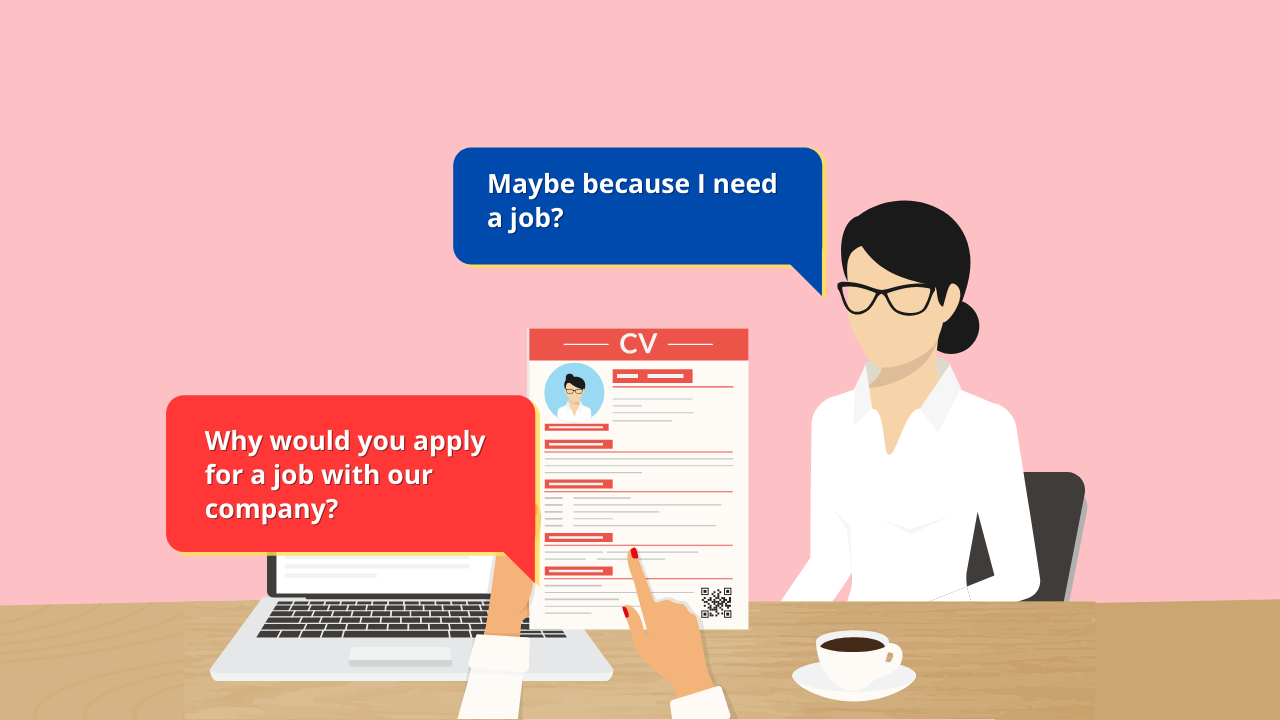 Maybe because I need
a job?
CV
Why would you apply
for a job with our
company?